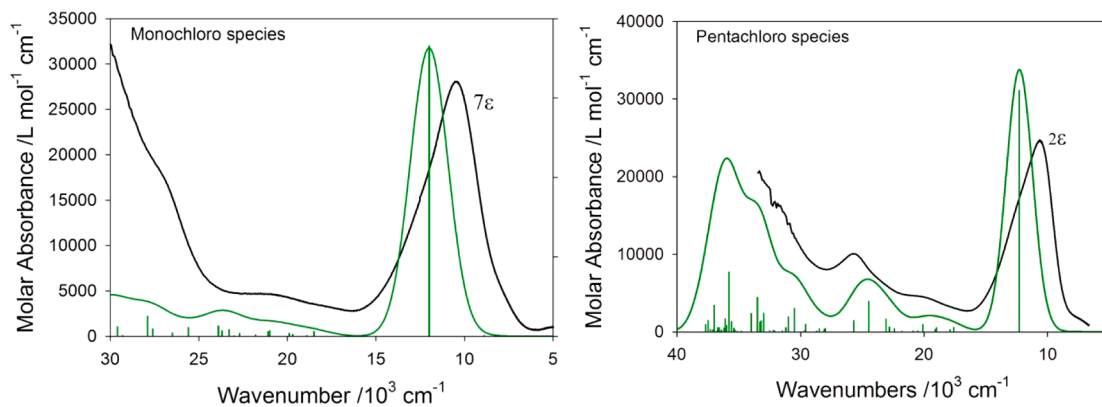 Monochloro species
35000
30000
25000
20000
15000
10000
5000
0
Molar Absorbance /L mol⁻¹ cm⁻¹
7ε
30 25 20 15 10 5
Wavenumber /10³ cm⁻¹
Pentachloro species
40000
30000
20000
10000
0
Molar Absorbance /L mol⁻¹ cm⁻¹
2ε
40 30 20 10
Wavenumbers /10³ cm⁻¹